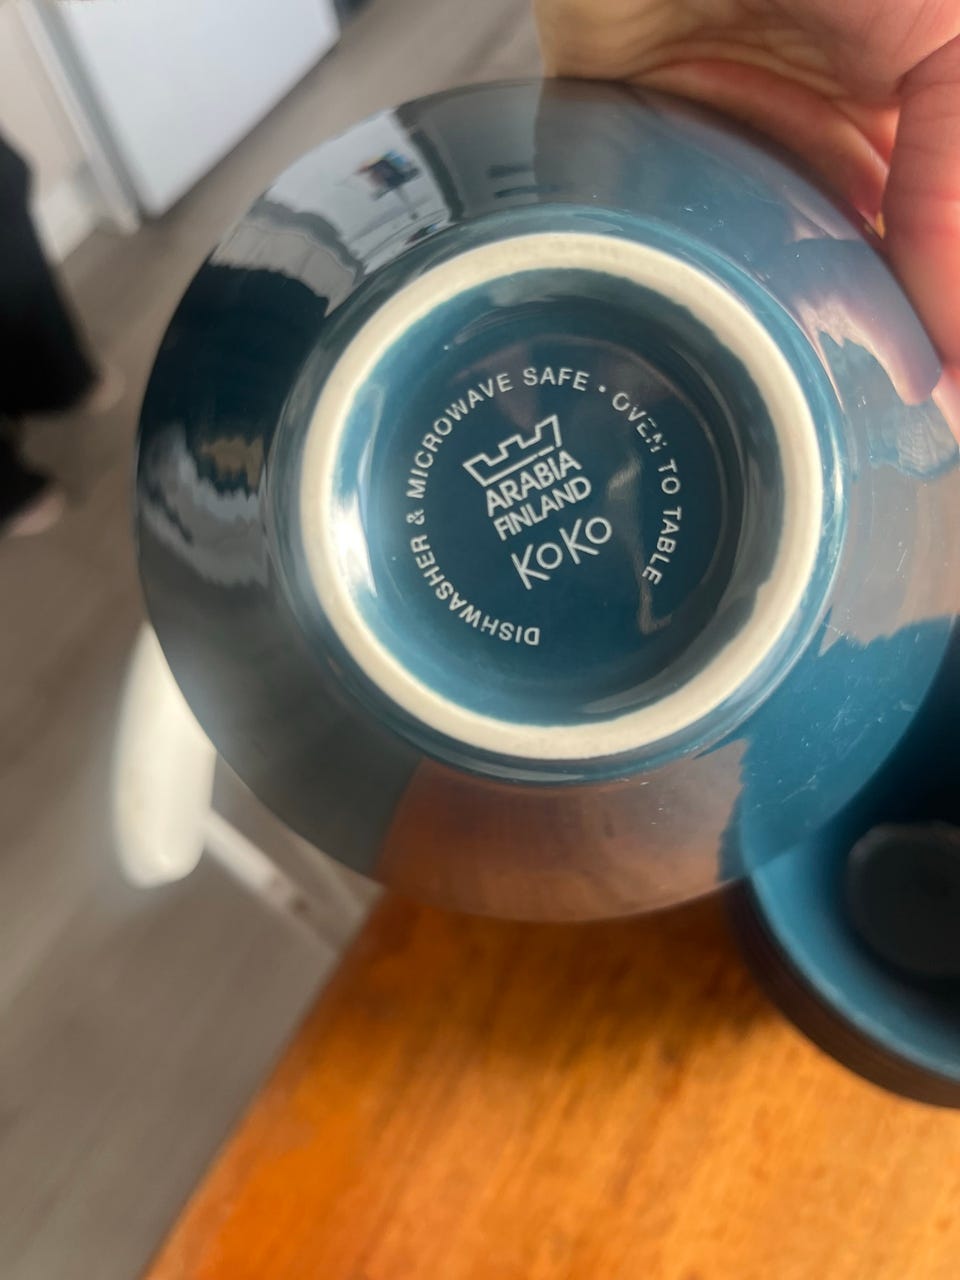 DISHWASHER & MICROWAVE SAFE • OVEN TO TABLE
ARABIA
FINLAND
KoKo